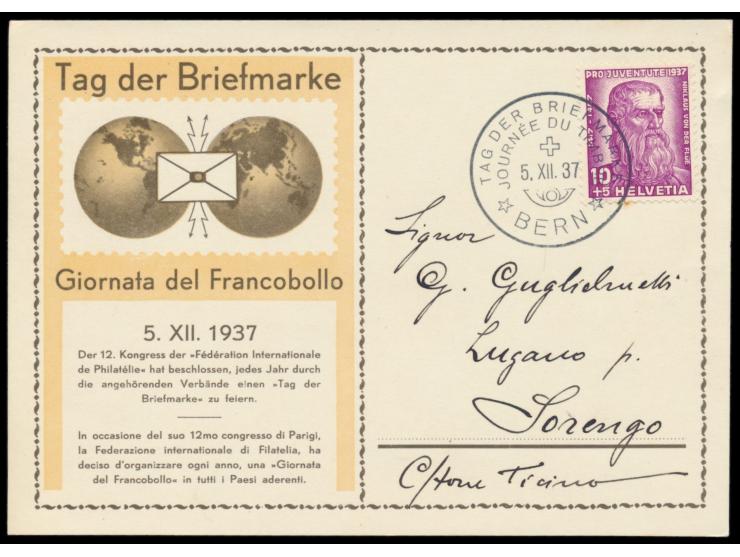 Tag der Briefmarke
Giornata del Francobollo
5. XII. 1937
Der 12. Kongress der »Fédération Internationale
de Philatélie« hat beschlossen, jedes Jahr durch
die angehörenden Verbände einen »Tag der
Briefmarke« zu feiern.
In occasione del suo 12mo congresso di Parigi,
la Federazione internationale di Filatelia, ha
deciso d'organizzare ogni anno, una »Giornata
del Francobollo« in tutti i Paesi aderenti.
PRO JUVENTUTE 1937
NIKLAUS VON DER FLÜE
10
+5 HELVETIA
TAG DER BRIEFMARKE
JOURNÉE DU TIMBRE
5. XII. 37
BERN
Signor
G. Guglielmetti
Lugano p.
Sorengo
Ticino